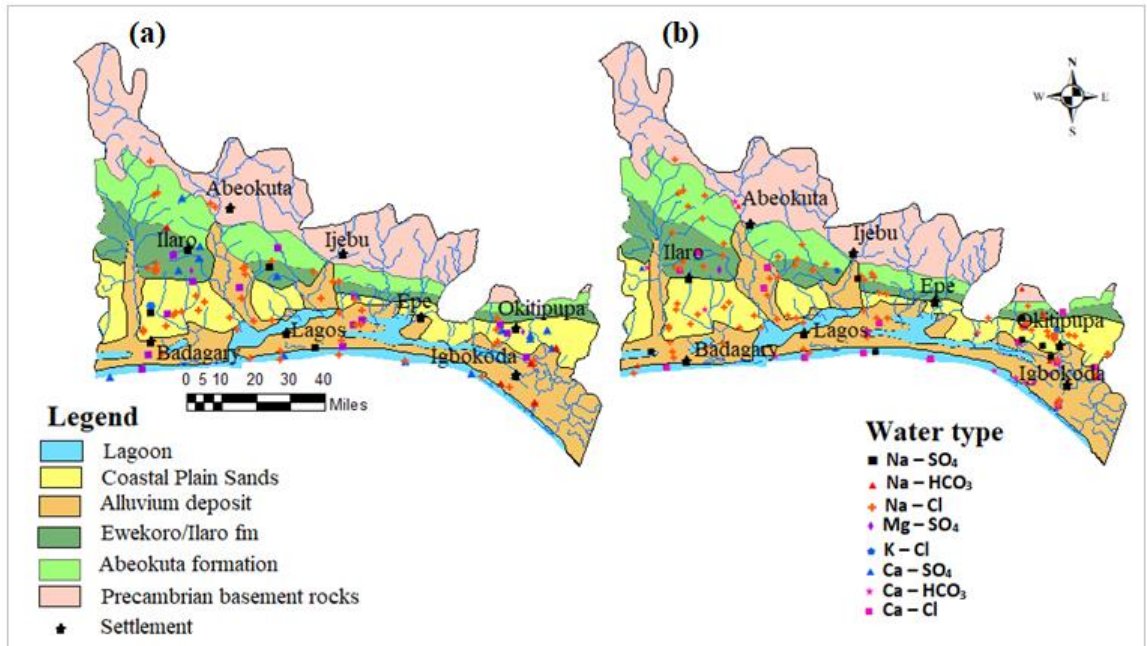 (a)
(b)
N
W E
S
Abeokuta
Ilaro
Ijebu
Epe
Okitipupa
Lagos
Badagary
Igbokoda
0 5 10 20 30 40
Miles
Abeokuta
Ijebu
Ilaro
Epe
Okitipupa
Lagos
Badagary
Igbokoda
Legend
Lagoon
Coastal Plain Sands
Alluvium deposit
Ewekoro/Ilaro fm
Abeokuta formation
Precambrian basement rocks
Settlement
Water type
Na – SO₄
Na – HCO₃
Na – Cl
Mg – SO₄
K – Cl
Ca – SO₄
Ca – HCO₃
Ca – Cl